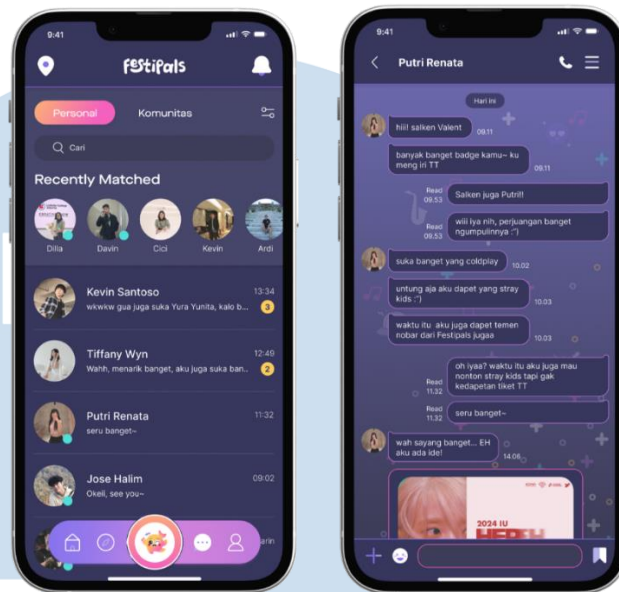 9:41
festipals
Personal
Komunitas
Cari
Recently Matched
Dilla
Davin
Cici
Kevin
Ardi
Kevin Santoso
13:34
wkwkw gua juga suka Yura Yunita, kalo b...
3
Tiffany Wyn
12:49
Wahh, menarik banget, aku juga suka ban..
2
Putri Renata
11:32
seru banget~
Jose Halim
09:02
Okeii, see you~
arin
9:41
Putri Renata
Hari ini
hiii! salken Valent
09.11
banyak banget badge kamu~ ku
meng iri TT
09.11
Read
09.53
Salken juga Putri!!
Read
09.53
wiii iya nih, perjuangan banget
ngumpulinnya :")
suka banget yang coldplay
10.02
untung aja aku dapet yang stray
kids :")
10.03
waktu itu aku juga dapet temen
nobar dari Festipals jugaa
10.03
Read
11.32
oh iyaa? waktu itu aku juga mau
nonton stray kids tapi gak
kedapetan tiket TT
Read
11.32
seru banget~
wah sayang banget... EH
aku ada ide!
14.06
2024 IU